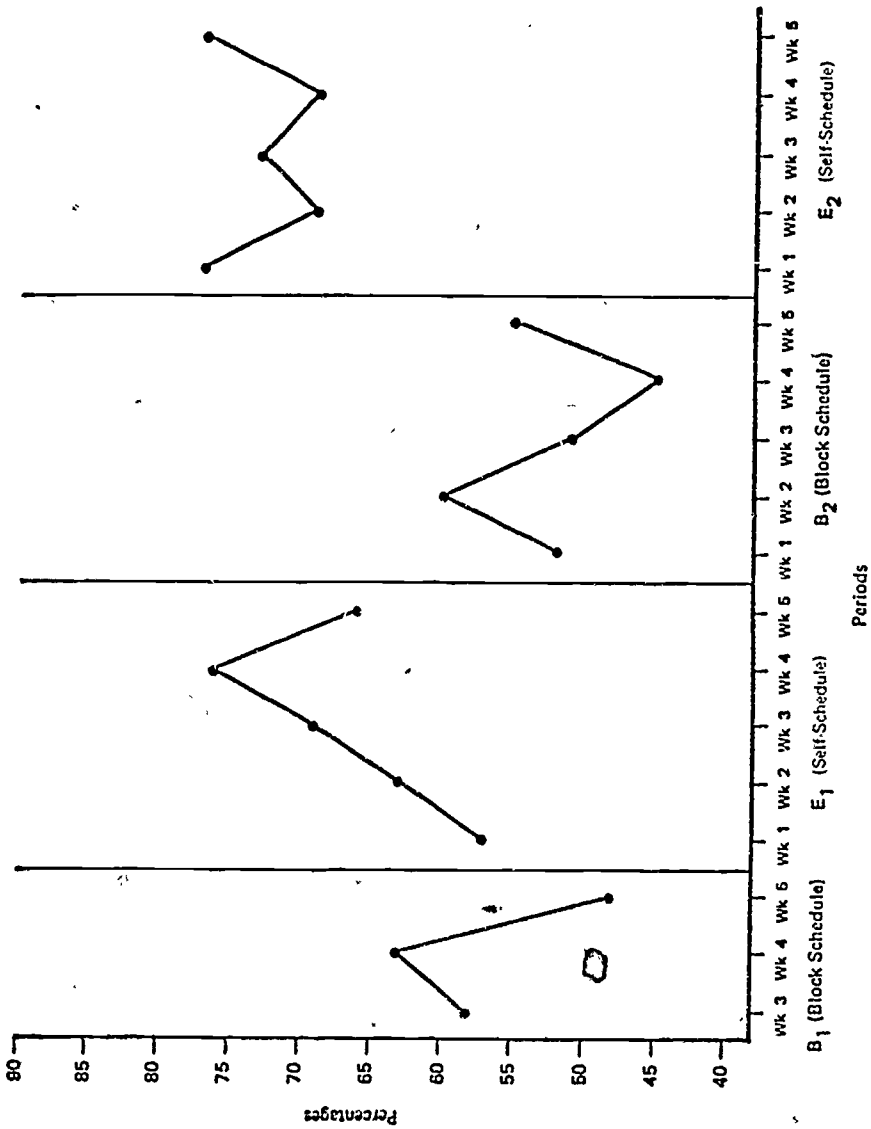 Percentages
90
80
75
70
65
60
55
50
45
40
Wk 3 Wk 4 Wk 5 Wk 1 Wk 2 Wk 3 Wk 4 Wk 5 Wk 1 Wk 2 Wk 3 Wk 4 Wk 5 Wk 1 Wk 2 Wk 3 Wk 4 Wk 5
B1 (Block Schedule) E1 (Self-Schedule) B2 (Block Schedule) E2 (Self-Schedule)
Periods